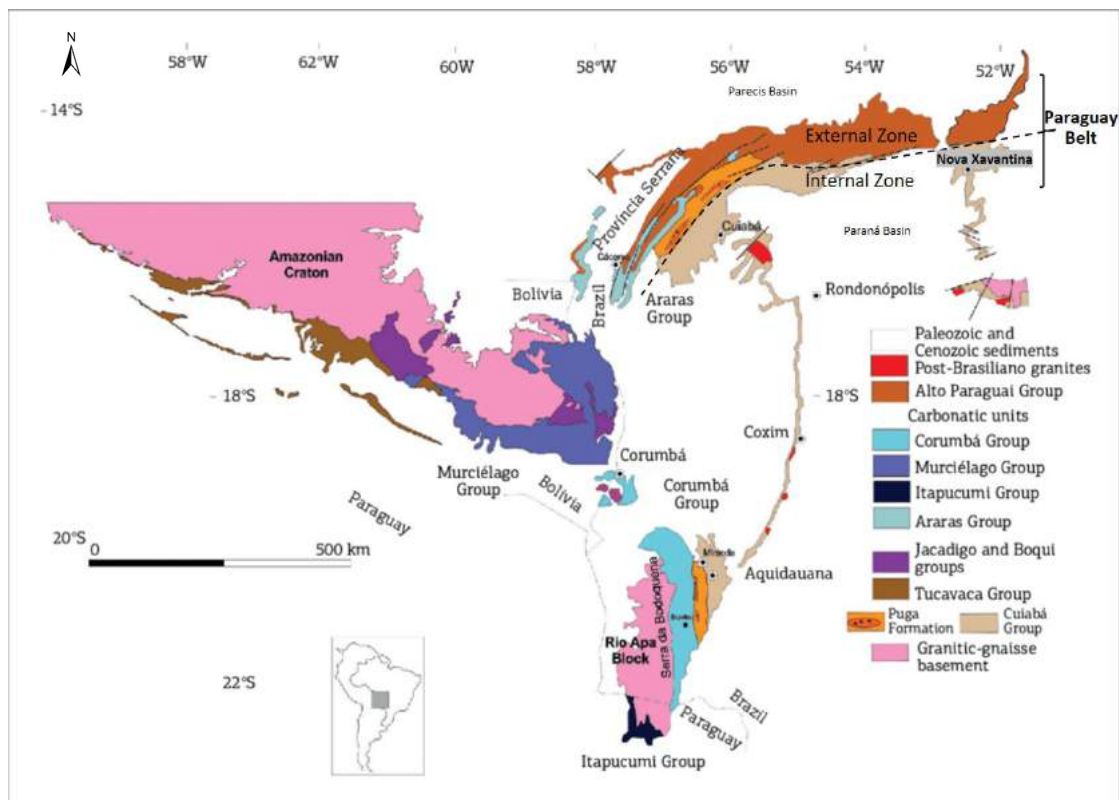 N
58°W
62°W
60W
58°W
56°W
54°W
52°W
- 14°S
Parecis Basin
External Zone
Paraguay
Belt
Nova Xavantina
Província Serrana
Internal Zone
Cuiabá
Paraná Basin
Cáceres
Amazonian
Craton
Bolivia
Brazil
Araras
Group
Rondonópolis
Paleozoic and
Cenozoic sediments
Post-Brasiliano granites
- 18°S
- 18°S
Alto Paraguai Group
Carbonatic units
Coxim
Corumbá Group
Corumbá
Murciélago
Group
Bolivia
Corumbá
Group
Murciélago Group
Itapucumi Group
Paraguay
Araras Group
20°S
0
500 km
Miranda
Aquidauana
Jacadigo and Boqui
groups
Tucavaca Group
Serra da Bodoquena
Puga
Formation
Cuiabá
Group
Rio Apa
Block
Granitic-gnaisse
basement
22°S
Brazil
Paraguay
Itapucumi Group